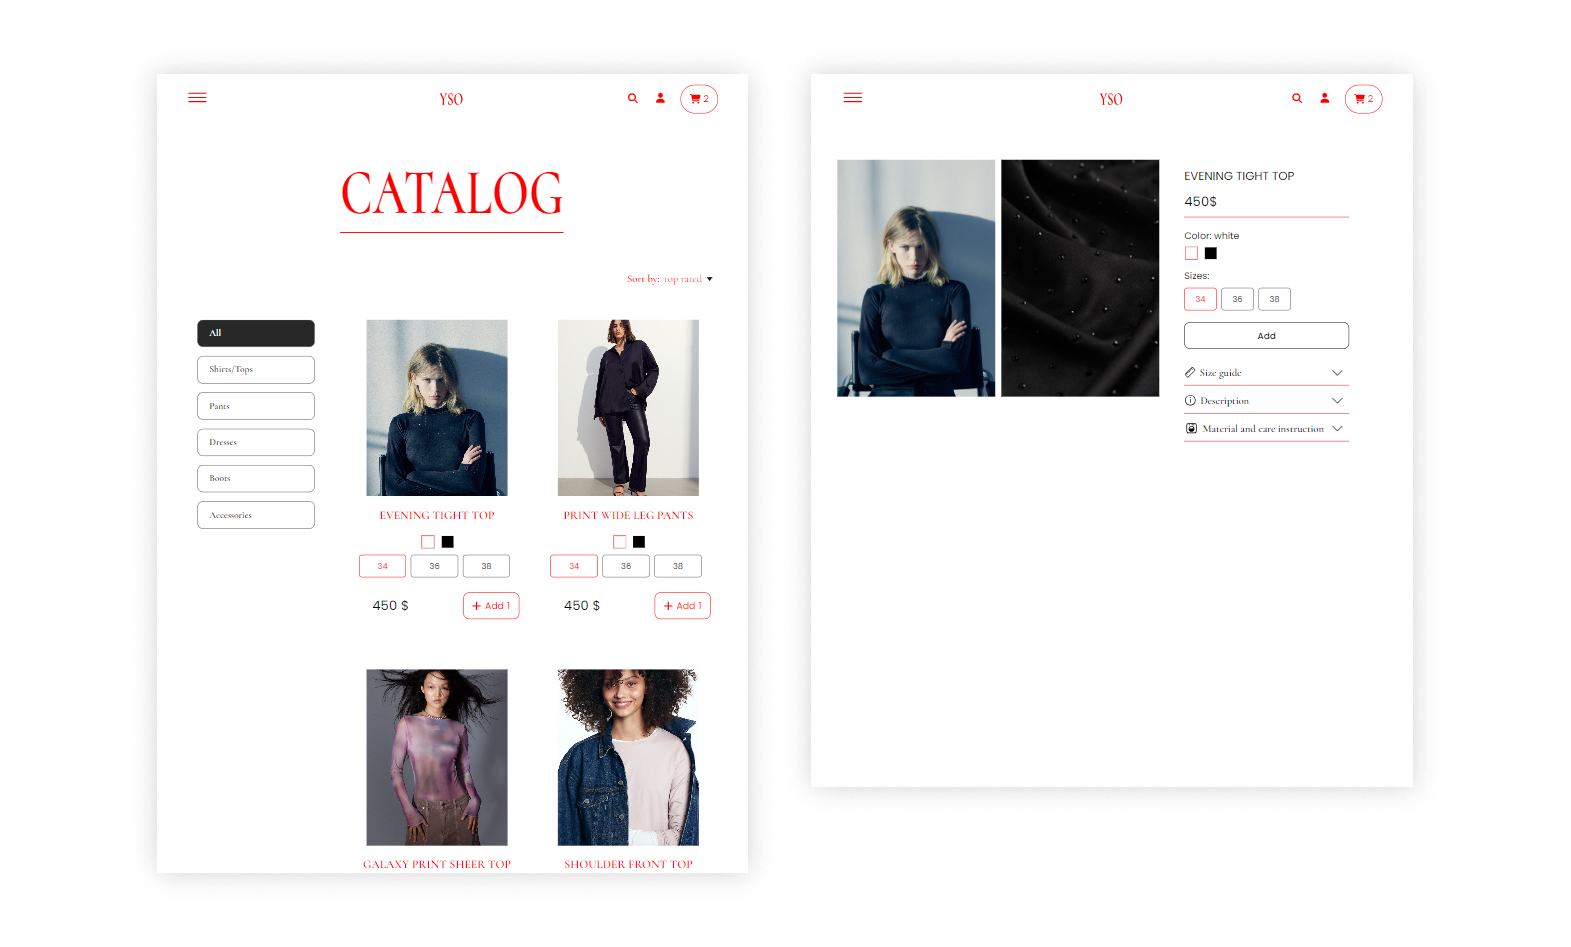 YSO
2
CATALOG
Sort by: top rated
All
Shirts/Tops
Pants
Dresses
Boots
Accessories
EVENING TIGHT TOP
34 36 38
450 $
+ Add 1
PRINT WIDE LEG PANTS
34 36 38
450 $
+ Add 1
GALAXY PRINT SHEER TOP
SHOULDER FRONT TOP
YSO
2
EVENING TIGHT TOP
450$
Color: white
Sizes:
34 36 38
Add
Size guide
Description
Material and care instruction